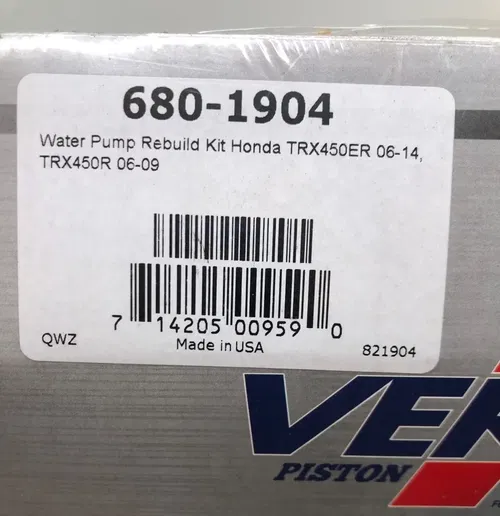 680-1904
Water Pump Rebuild Kit Honda TRX450ER 06-14,
TRX450R 06-09
7 14205 00959 0
QWZ
Made in USA
821904
VER
PISTON